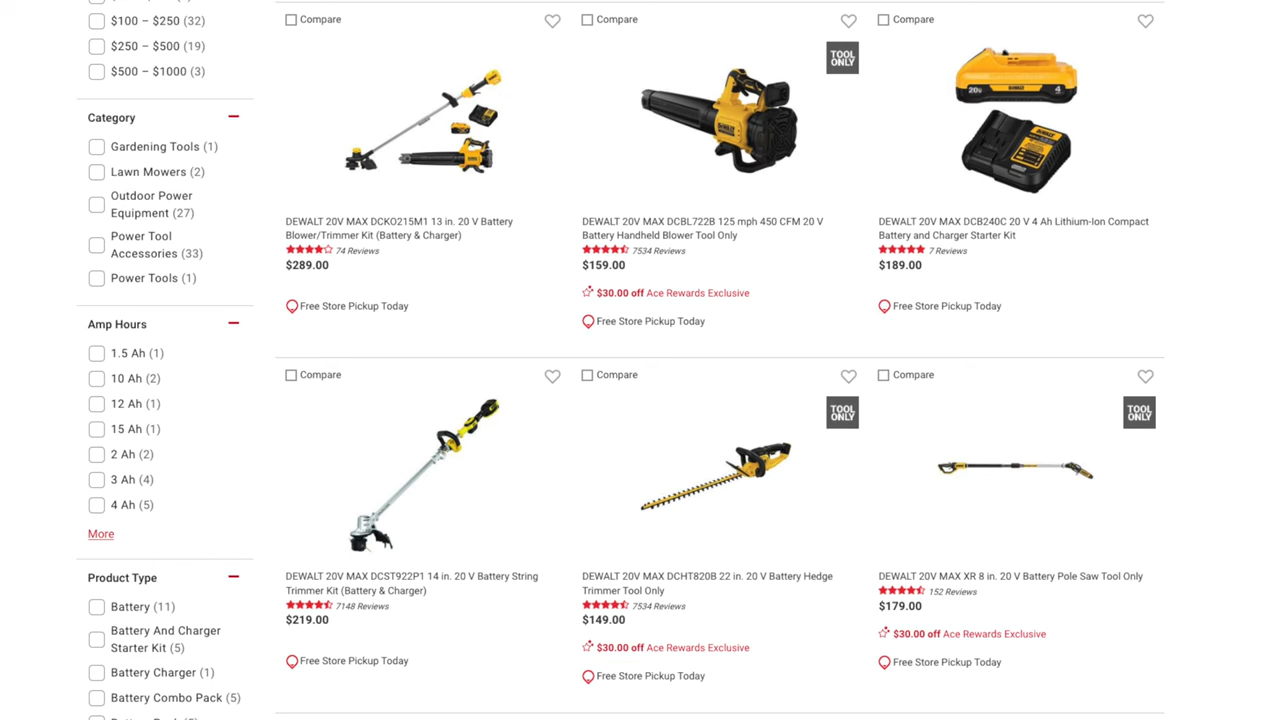 $100 – $250 (32)
$250 – $500 (19)
$500 – $1000 (3)
Category
Gardening Tools (1)
Lawn Mowers (2)
Outdoor Power
Equipment (27)
Power Tool
Accessories (33)
Power Tools (1)
Amp Hours
1.5 Ah (1)
10 Ah (2)
12 Ah (1)
15 Ah (1)
2 Ah (2)
3 Ah (4)
4 Ah (5)
More
Product Type
Battery (11)
Battery And Charger
Starter Kit (5)
Battery Charger (1)
Battery Combo Pack (5)
Compare
DEWALT 20V MAX DCKO215M1 13 in. 20 V Battery
Blower/Trimmer Kit (Battery & Charger)
74 Reviews
$289.00
Free Store Pickup Today
Compare
TOOL
ONLY
DEWALT
DEWALT 20V MAX DCBL722B 125 mph 450 CFM 20 V
Battery Handheld Blower Tool Only
7534 Reviews
$159.00
$30.00 off Ace Rewards Exclusive
Free Store Pickup Today
Compare
20V
DEWALT
4
DEWALT
DEWALT 20V MAX DCB240C 20 V 4 Ah Lithium-Ion Compact
Battery and Charger Starter Kit
7 Reviews
$189.00
Free Store Pickup Today
Compare
DEWALT 20V MAX DCST922P1 14 in. 20 V Battery String
Trimmer Kit (Battery & Charger)
7148 Reviews
$219.00
Free Store Pickup Today
Compare
TOOL
ONLY
DEWALT 20V MAX DCHT820B 22 in. 20 V Battery Hedge
Trimmer Tool Only
7534 Reviews
$149.00
$30.00 off Ace Rewards Exclusive
Free Store Pickup Today
Compare
TOOL
ONLY
DEWALT 20V MAX XR 8 in. 20 V Battery Pole Saw Tool Only
152 Reviews
$179.00
$30.00 off Ace Rewards Exclusive
Free Store Pickup Today